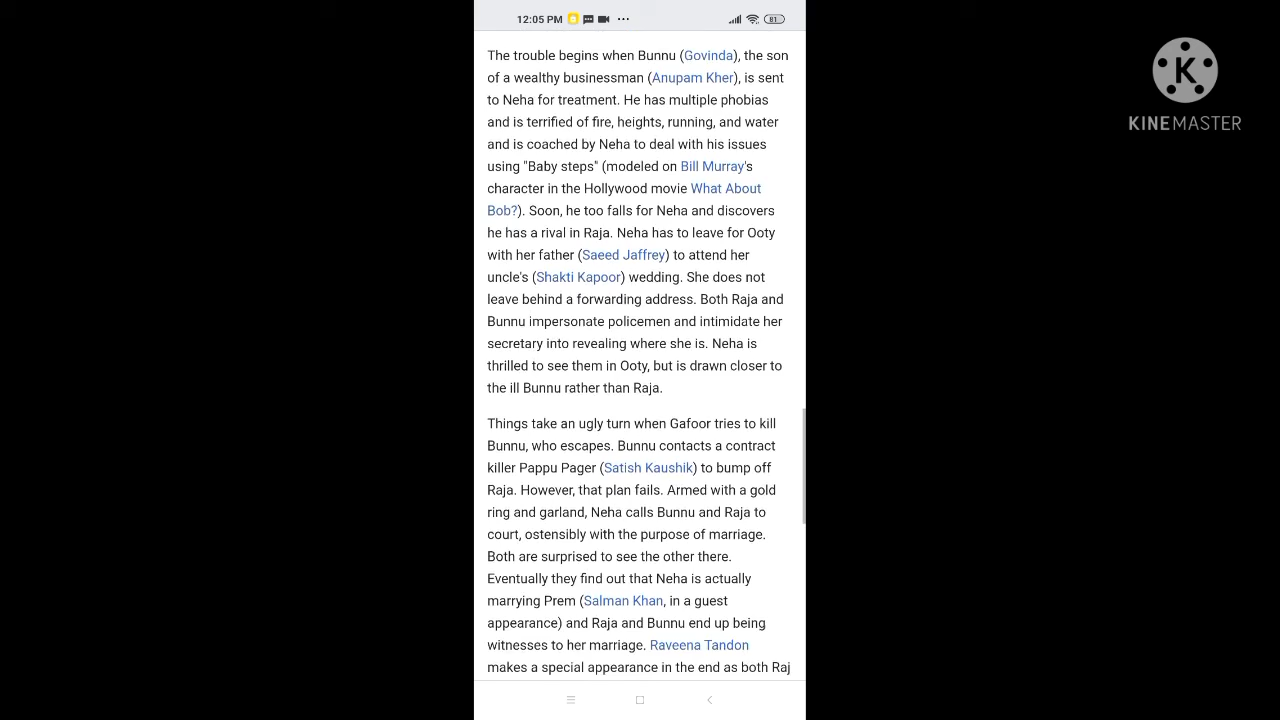 12:05 PM
81
The trouble begins when Bunnu (Govinda), the son
of a wealthy businessman (Anupam Kher), is sent
to Neha for treatment. He has multiple phobias
and is terrified of fire, heights, running, and water
and is coached by Neha to deal with his issues
using "Baby steps" (modeled on Bill Murray's
character in the Hollywood movie What About
Bob?). Soon, he too falls for Neha and discovers
he has a rival in Raja. Neha has to leave for Ooty
with her father (Saeed Jaffrey) to attend her
uncle's (Shakti Kapoor) wedding. She does not
leave behind a forwarding address. Both Raja and
Bunnu impersonate policemen and intimidate her
secretary into revealing where she is. Neha is
thrilled to see them in Ooty, but is drawn closer to
the ill Bunnu rather than Raja.
Things take an ugly turn when Gafoor tries to kill
Bunnu, who escapes. Bunnu contacts a contract
killer Pappu Pager (Satish Kaushik) to bump off
Raja. However, that plan fails. Armed with a gold
ring and garland, Neha calls Bunnu and Raja to
court, ostensibly with the purpose of marriage.
Both are surprised to see the other there.
Eventually they find out that Neha is actually
marrying Prem (Salman Khan, in a guest
appearance) and Raja and Bunnu end up being
witnesses to her marriage. Raveena Tandon
makes a special appearance in the end as both Raj
K
KINEMASTER